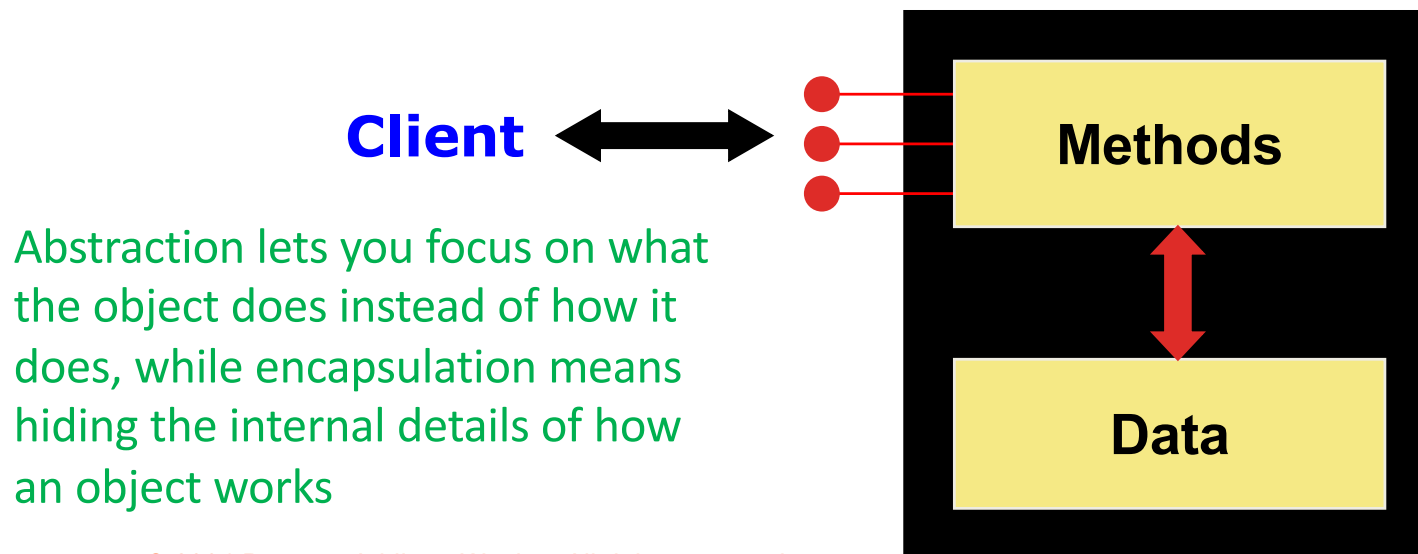 Client
Methods
Abstraction lets you focus on what
the object does instead of how it
does, while encapsulation means
hiding the internal details of how
an object works
Data